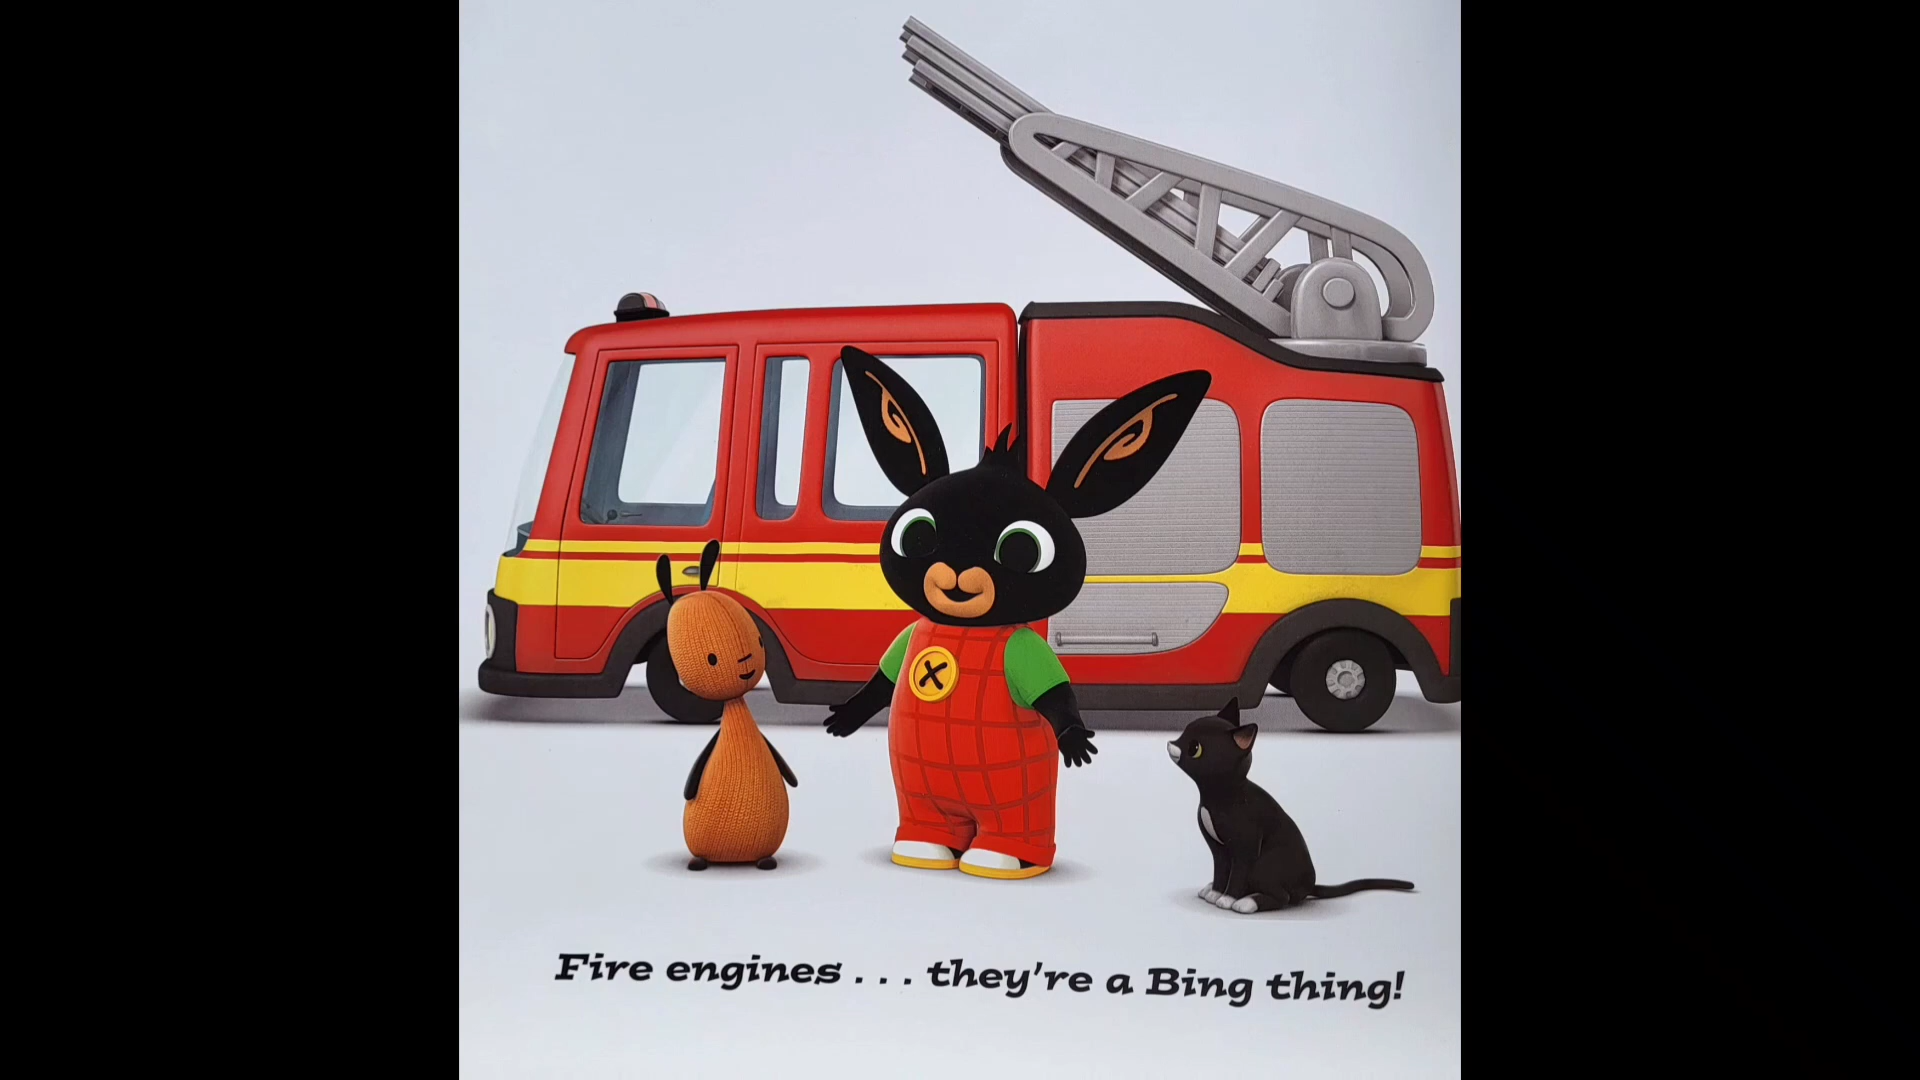 Fire engines . . . they're a Bing thing!